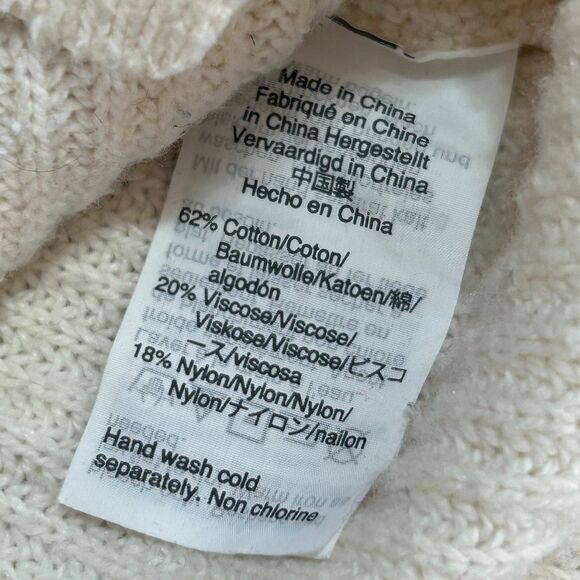 Made in China
Fabriqué en Chine
in China Hergestellt
Vervaardigd in China
中国製
Hecho en China
62% Cotton/Coton/
Baumwolle/Katoen/綿/
algodón
20% Viscose/Viscose/
Viskose/Viscose/ビスコ
ース/viscosa
18% Nylon/Nylon/Nylon/
Nylon/ナイロン/nailon
Hand wash cold
separately. Non chlorine